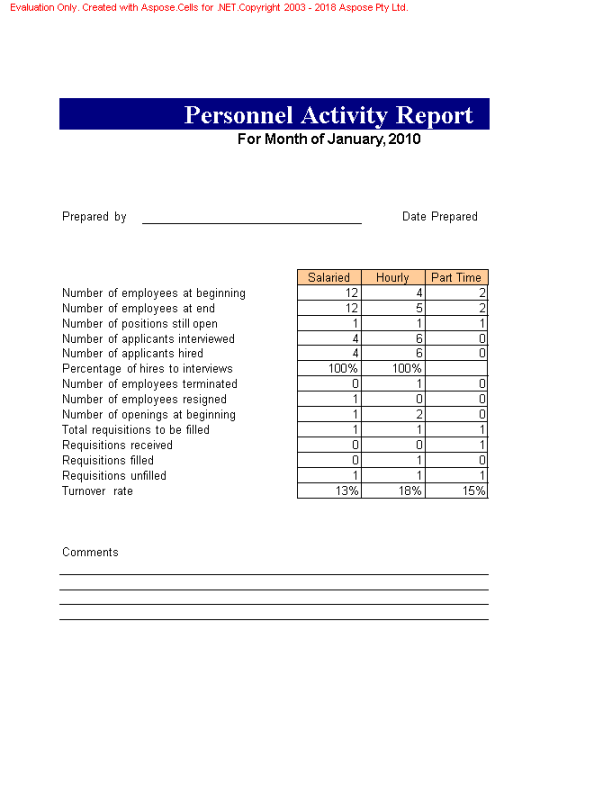 Evaluation Only. Created with Aspose.Cells for .NET.Copyright 2003 - 2018 Aspose Pty Ltd.
Personnel Activity Report
For Month of January, 2010
Prepared by Date Prepared
Salaried Hourly Part Time
Number of employees at beginning 12 4 2
Number of employees at end 12 5 2
Number of positions still open 1 1 1
Number of applicants interviewed 4 6 0
Number of applicants hired 4 6 0
Percentage of hires to interviews 100% 100%
Number of employees terminated 0 1 0
Number of employees resigned 1 0 0
Number of openings at beginning 1 2 0
Total requisitions to be filled 1 1 1
Requisitions received 0 0 1
Requisitions filled 0 1 0
Requisitions unfilled 1 1 1
Turnover rate 13% 18% 15%
Comments